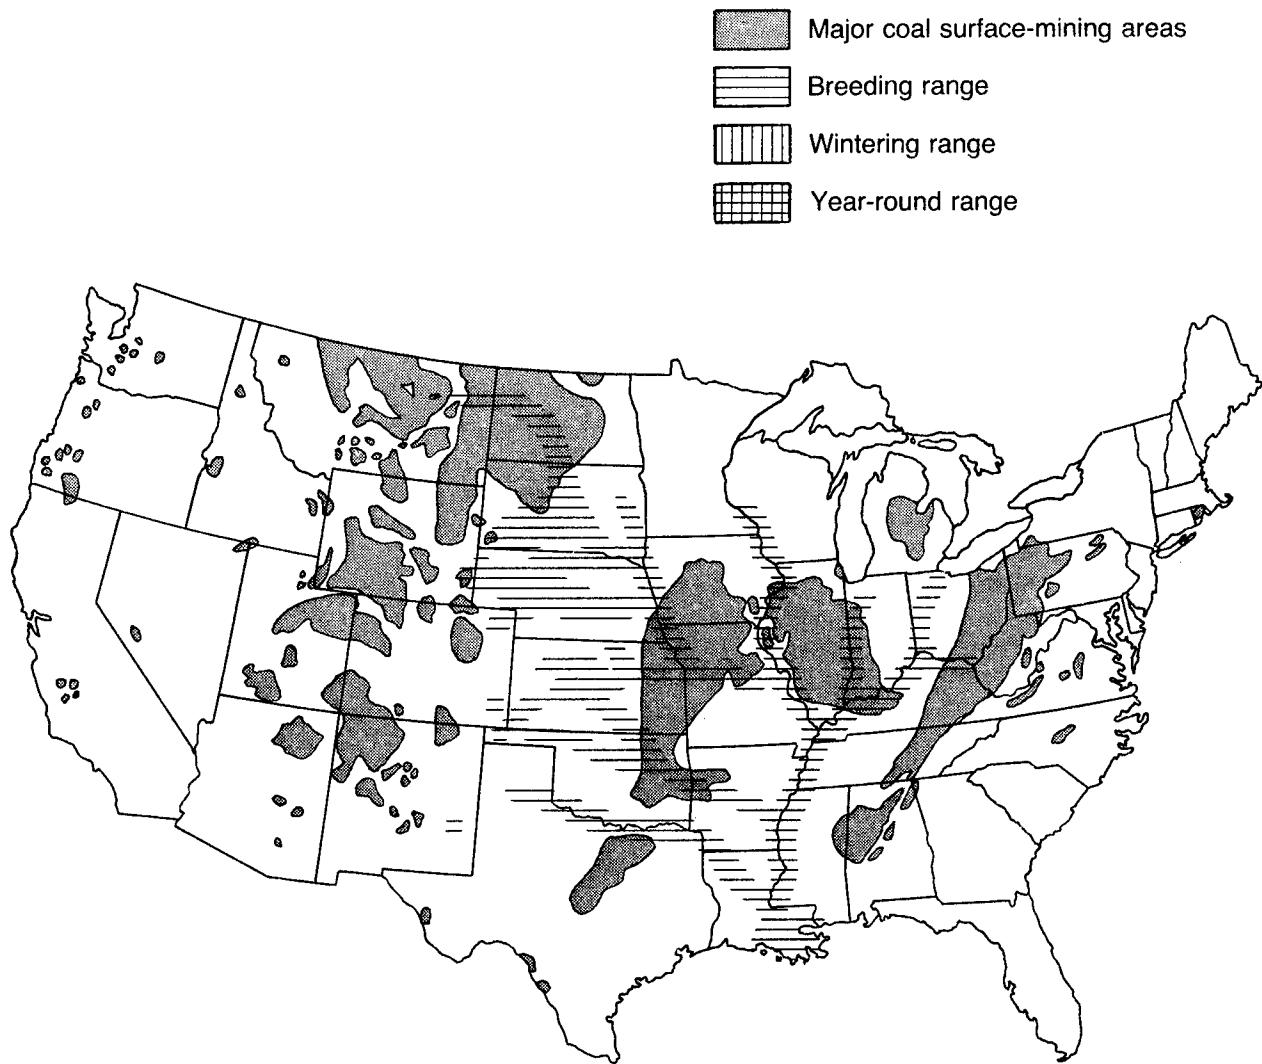 Major coal surface-mining areas
Breeding range
Wintering range
Year-round range